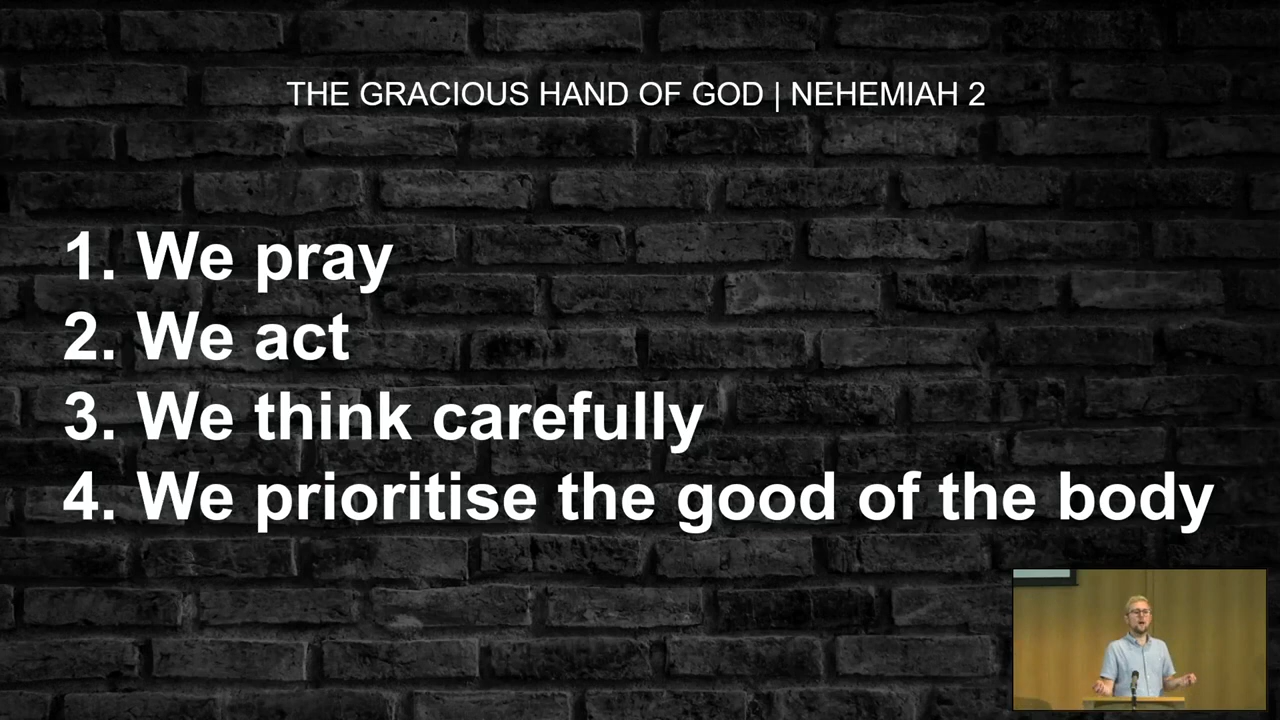 THE GRACIOUS HAND OF GOD | NEHEMIAH 2
1. We pray
2. We act
3. We think carefully
4. We prioritise the good of the body